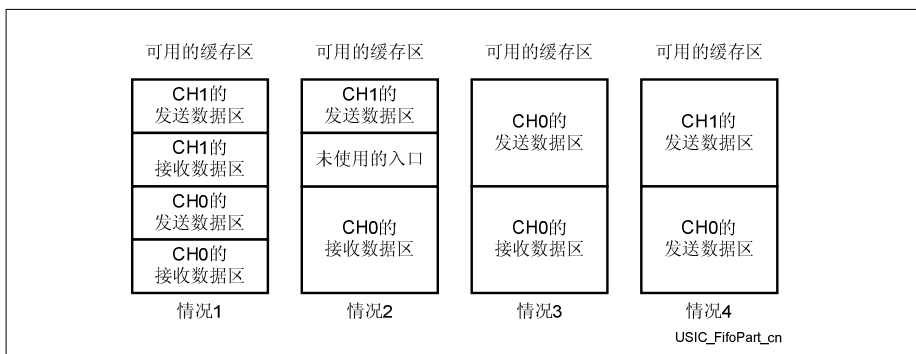 可用的缓存区
可用的缓存区
可用的缓存区
可用的缓存区
CH1的
发送数据区
CH1的
接收数据区
CH0的
发送数据区
CH0的
接收数据区
CH1的
发送数据区
未使用的入口
CH0的
接收数据区
CH0的
发送数据区
CH0的
接收数据区
CH1的
发送数据区
CH0的
发送数据区
情况1
情况2
情况3
情况4
USIC_FifoPart_cn